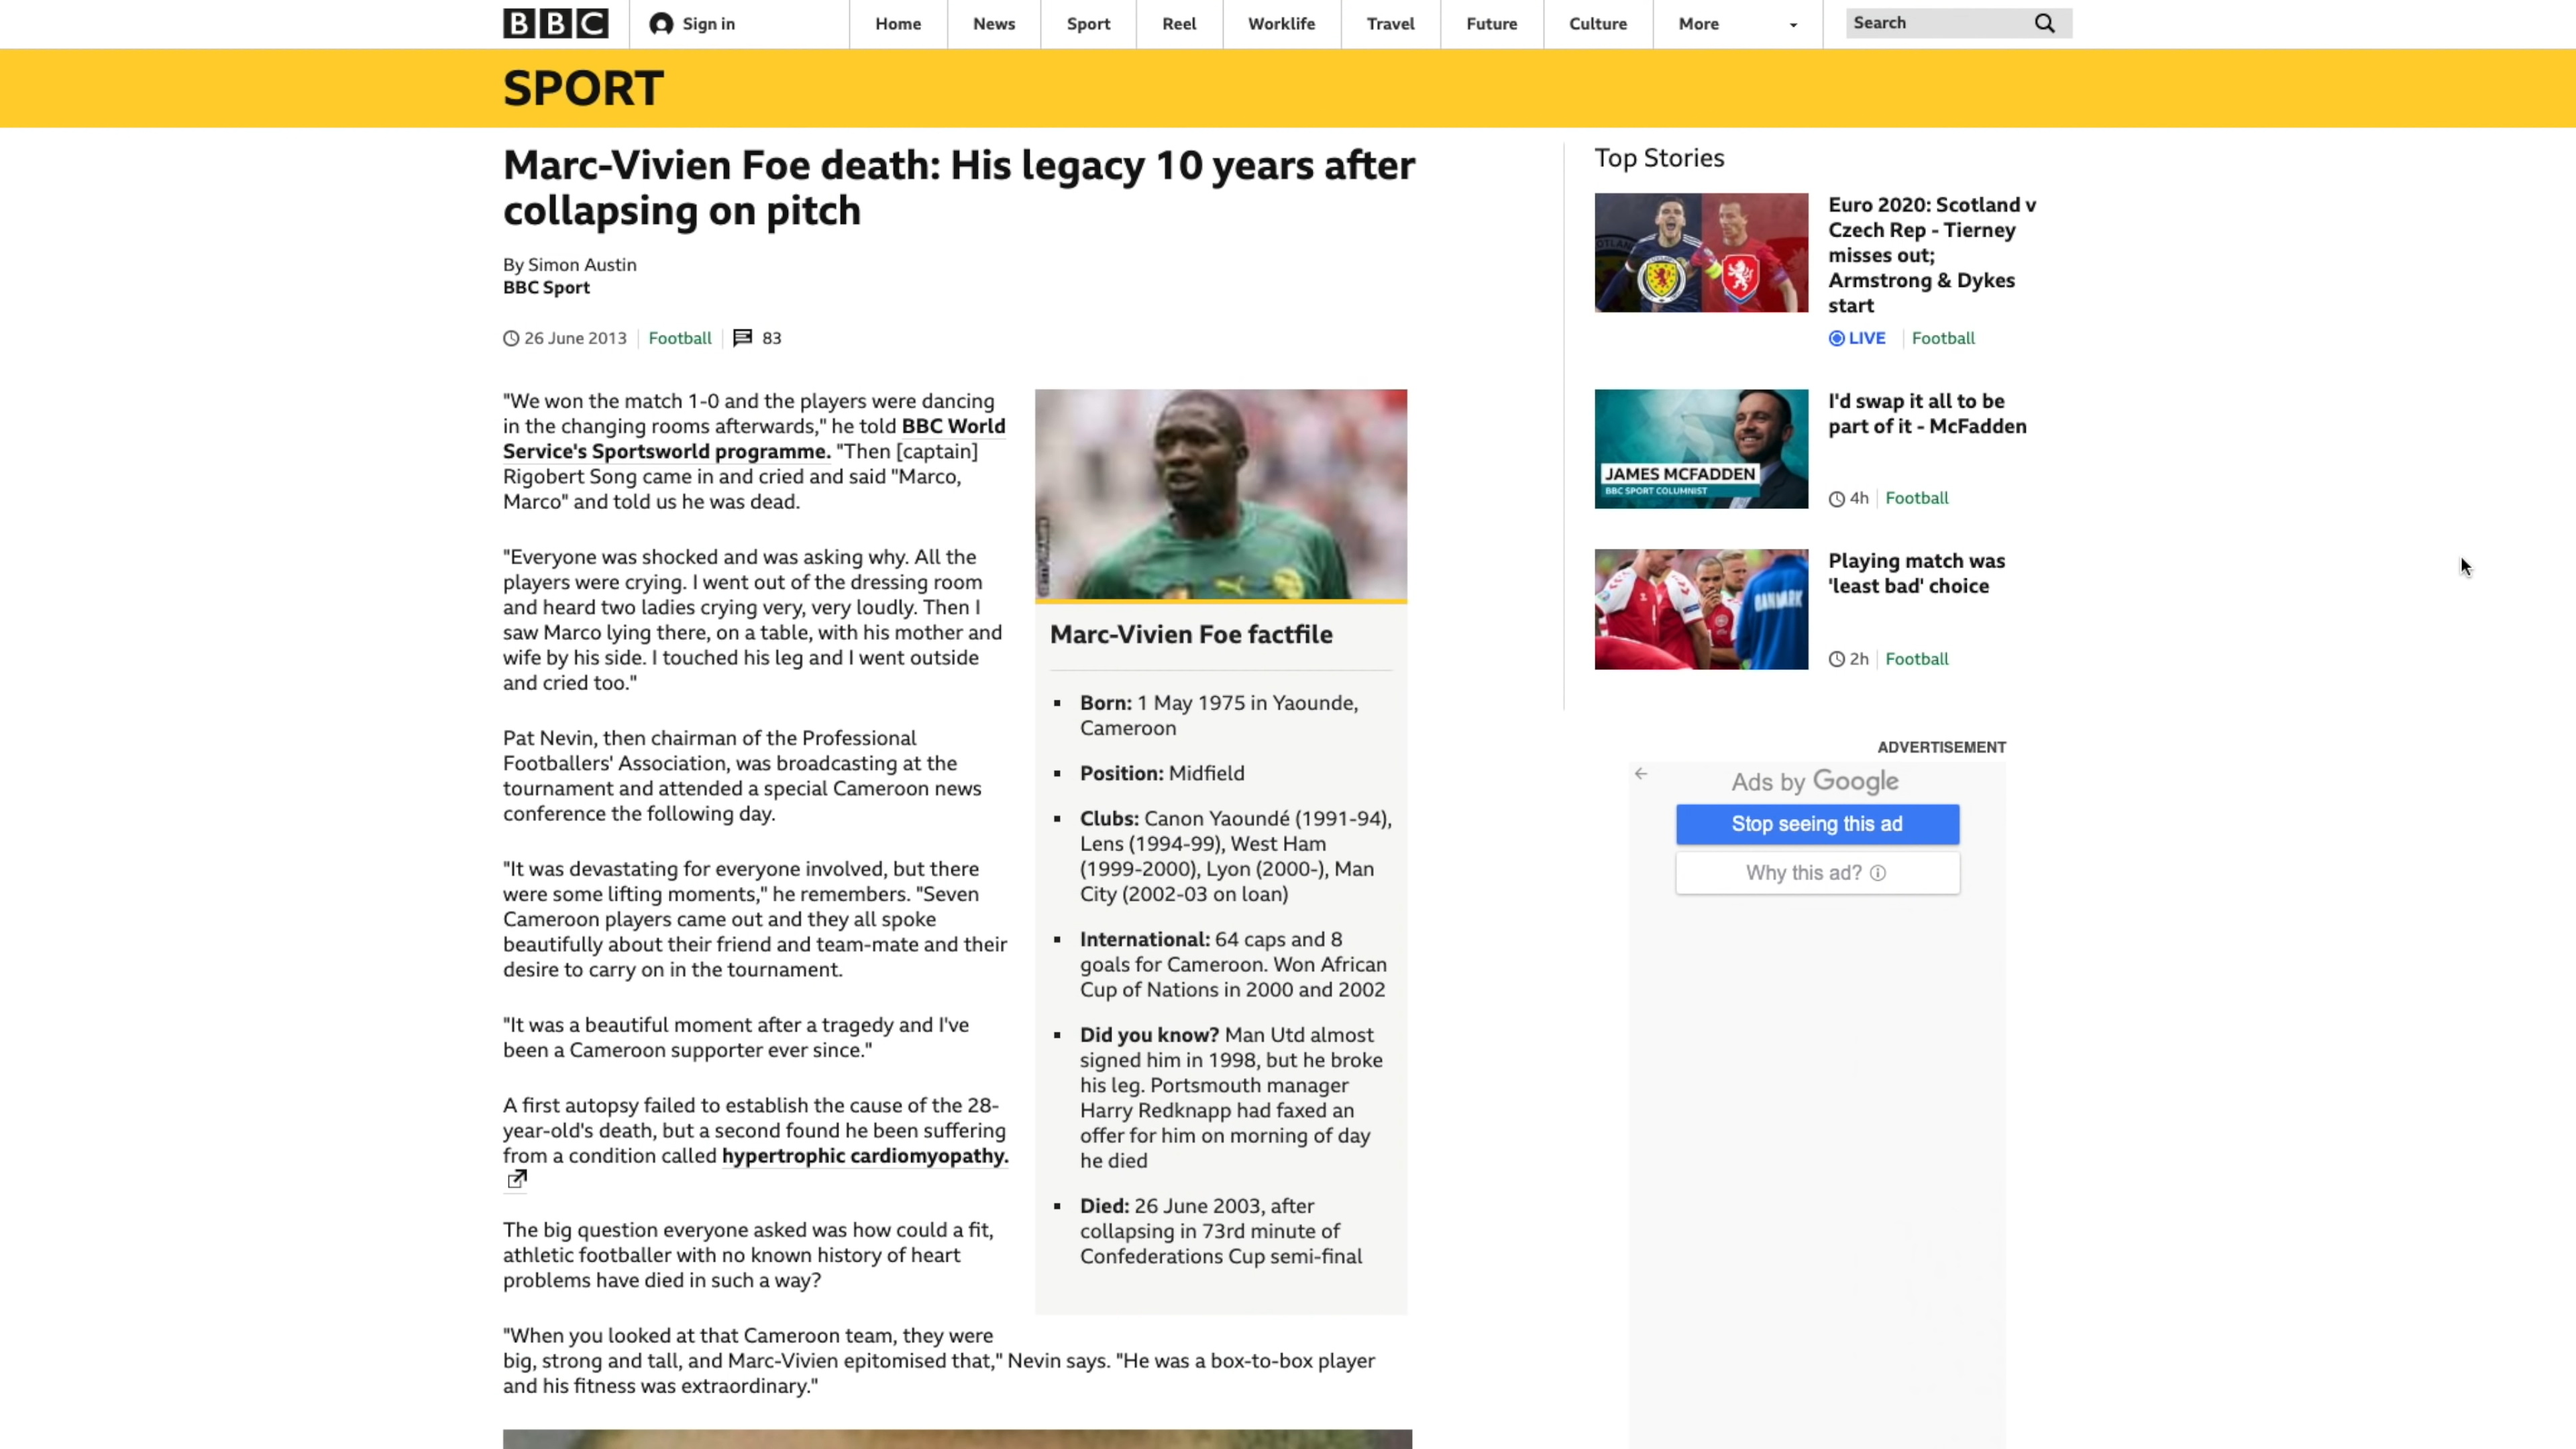 BBC
Sign in
Home
News
Sport
Reel
Worklife
Travel
Future
Culture
More
Search
SPORT
Marc-Vivien Foe death: His legacy 10 years after
collapsing on pitch
By Simon Austin
BBC Sport
26 June 2013
Football
83
"We won the match 1-0 and the players were dancing
in the changing rooms afterwards," he told BBC World
Service's Sportsworld programme. "Then [captain]
Rigobert Song came in and cried and said "Marco,
Marco" and told us he was dead.
"Everyone was shocked and was asking why. All the
players were crying. I went out of the dressing room
and heard two ladies crying very, very loudly. Then I
saw Marco lying there, on a table, with his mother and
wife by his side. I touched his leg and I went outside
and cried too."
Pat Nevin, then chairman of the Professional
Footballers' Association, was broadcasting at the
tournament and attended a special Cameroon news
conference the following day.
"It was devastating for everyone involved, but there
were some lifting moments," he remembers. "Seven
Cameroon players came out and they all spoke
beautifully about their friend and team-mate and their
desire to carry on in the tournament.
"It was a beautiful moment after a tragedy and I've
been a Cameroon supporter ever since."
A first autopsy failed to establish the cause of the 28-
year-old's death, but a second found he been suffering
from a condition called hypertrophic cardiomyopathy.
The big question everyone asked was how could a fit,
athletic footballer with no known history of heart
problems have died in such a way?
"When you looked at that Cameroon team, they were
big, strong and tall, and Marc-Vivien epitomised that," Nevin says. "He was a box-to-box player
and his fitness was extraordinary."
Marc-Vivien Foe factfile
Born: 1 May 1975 in Yaounde,
Cameroon
Position: Midfield
Clubs: Canon Yaoundé (1991-94),
Lens (1994-99), West Ham
(1999-2000), Lyon (2000-), Man
City (2002-03 on loan)
International: 64 caps and 8
goals for Cameroon. Won African
Cup of Nations in 2000 and 2002
Did you know? Man Utd almost
signed him in 1998, but he broke
his leg. Portsmouth manager
Harry Redknapp had faxed an
offer for him on morning of day
he died
Died: 26 June 2003, after
collapsing in 73rd minute of
Confederations Cup semi-final
Top Stories
Euro 2020: Scotland v
Czech Rep - Tierney
misses out;
Armstrong & Dykes
start
LIVE
Football
JAMES MCFADDEN
BBC SPORT COLUMNIST
I'd swap it all to be
part of it - McFadden
4h
Football
DANMARK
Playing match was
'least bad' choice
2h
Football
ADVERTISEMENT
Ads by Google
Stop seeing this ad
Why this ad?